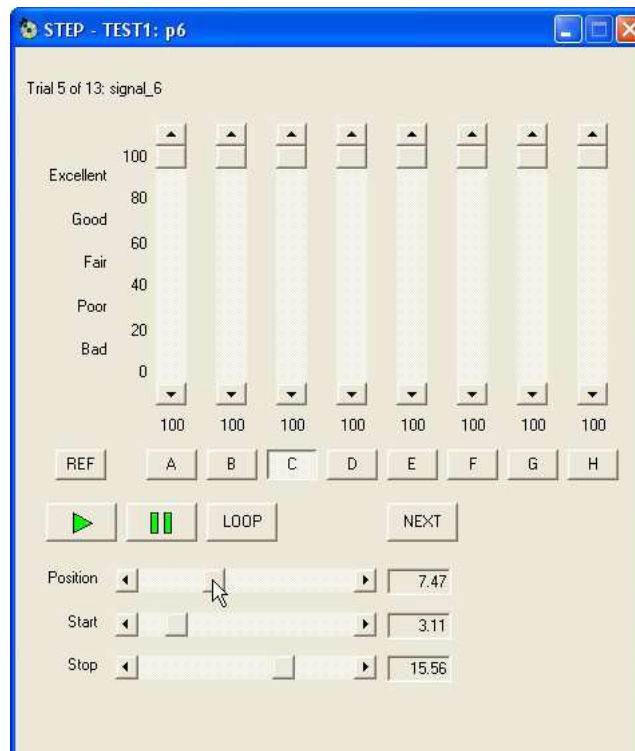 STEP - TEST1: p6
Trial 5 of 13: signal_6
100
Excellent
80
Good
60
Fair
40
Poor
20
Bad
0
100 100 100 100 100 100 100 100
REF A B C D E F G H
LOOP NEXT
Position 7.47
Start 3.11
Stop 15.56